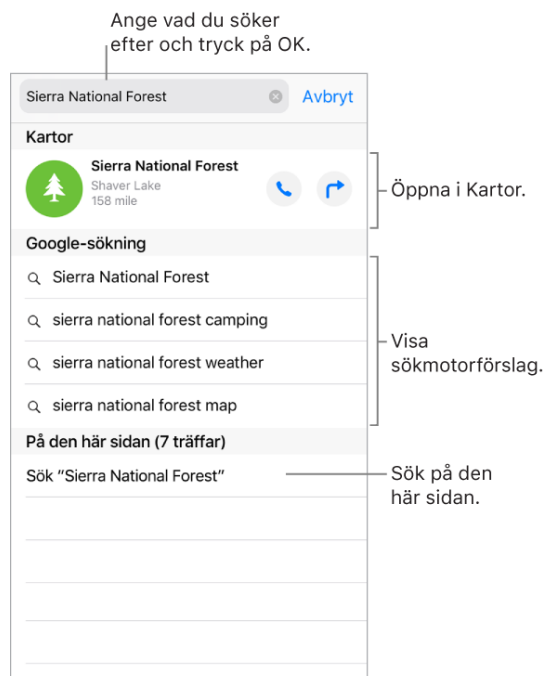 Ange vad du söker
efter och tryck på OK.
Sierra National Forest
Avbryt
Kartor
Sierra National Forest
Shaver Lake
158 mile
Öppna i Kartor.
Google-sökning
Sierra National Forest
sierra national forest camping
sierra national forest weather
sierra national forest map
Visa
sökmotorförslag.
På den här sidan (7 träffar)
Sök ”Sierra National Forest”
Sök på den
här sidan.